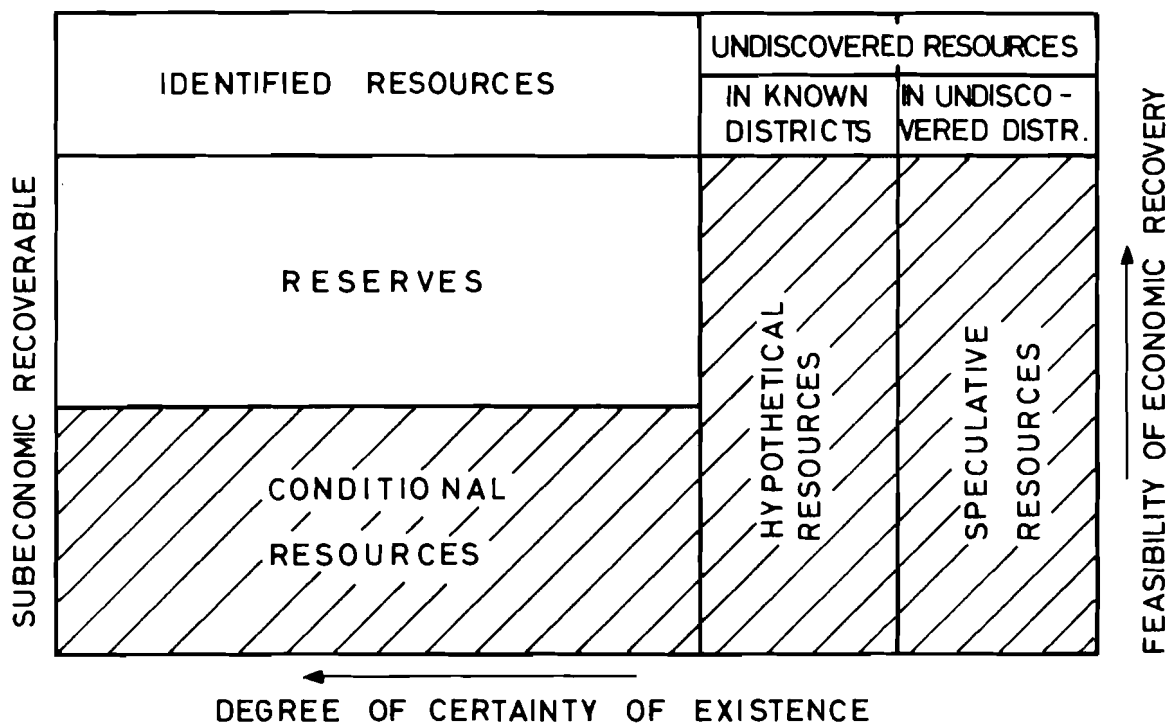 IDENTIFIED RESOURCES
UNDISCOVERED RESOURCES
IN KNOWN
DISTRICTS
IN UNDISCO-
VERED DISTR.
SUBECONOMIC RECOVERABLE
RESERVES
CONDITIONAL
RESOURCES
HYPOTHETICAL
RESOURCES
SPECULATIVE
RESOURCES
FEASIBILITY OF ECONOMIC RECOVERY
DEGREE OF CERTAINTY OF EXISTENCE